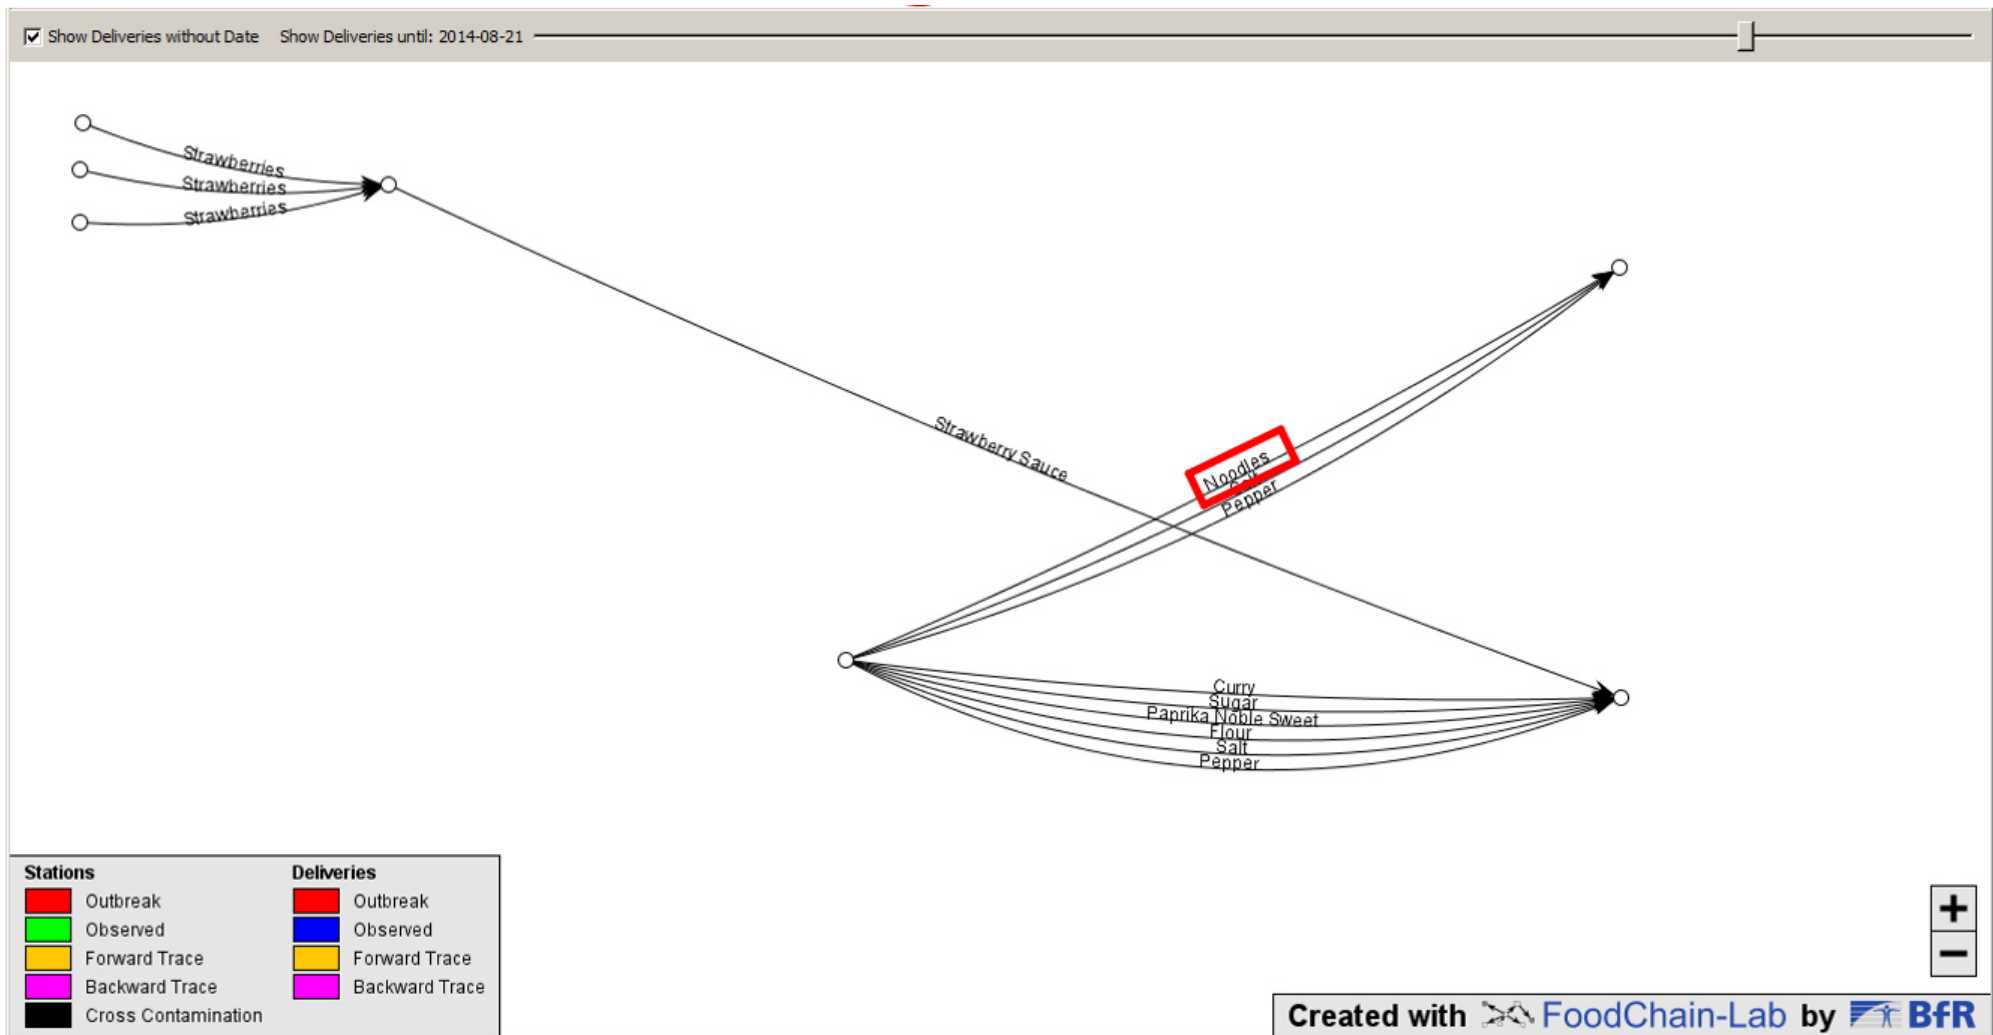 Show Deliveries without Date Show Deliveries until: 2014-08-21
Strawberries
Strawberries
Strawberries
Strawberry Sauce
Noodles
Salt
Pepper
Curry
Sugar
Paprika Noble Sweet
Flour
Salt
Pepper
Stations Deliveries
Outbreak Outbreak
Observed Observed
Forward Trace Forward Trace
Backward Trace Backward Trace
Cross Contamination
+
−
Created with FoodChain-Lab by BfR